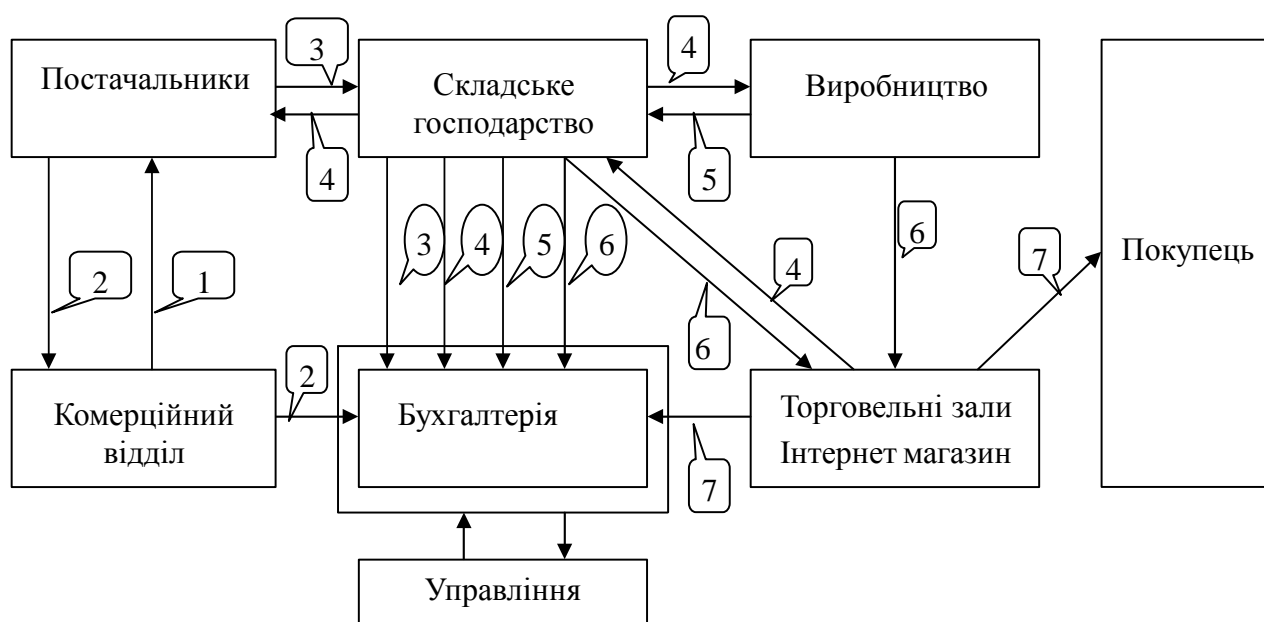 3
4
Постачальники
Складське
господарство
Виробництво
4
5
3
4
5
6
6
7
Покупець
2
1
4
6
2
Комерційний
відділ
Бухгалтерія
Торговельні зали
Інтернет магазин
7
Управління